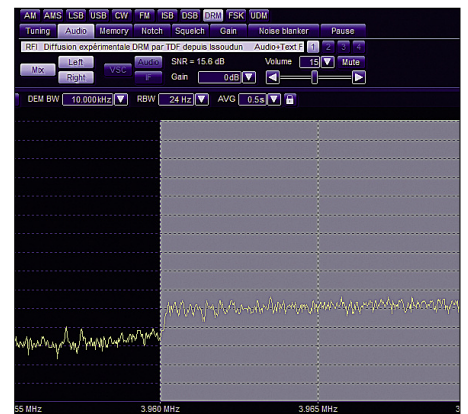 AM AMS LSB USB CW FM ISB DSB DRM FSK UDM
Tuning Audio Memory Notch Squelch Gain Noise blanker Pause
RFI Diffusion expérimentale DRM par TDF depuis Issoudun Audio+Text F 1 2 3 4
Mix Left Right VSC Audio IF SNR = 15.6 dB Volume 15 Mute
Gain 0dB
DEM BW 10.000kHz RBW 24 Hz AVG 0.5s
55 MHz 3.960 MHz 3.965 MHz 3